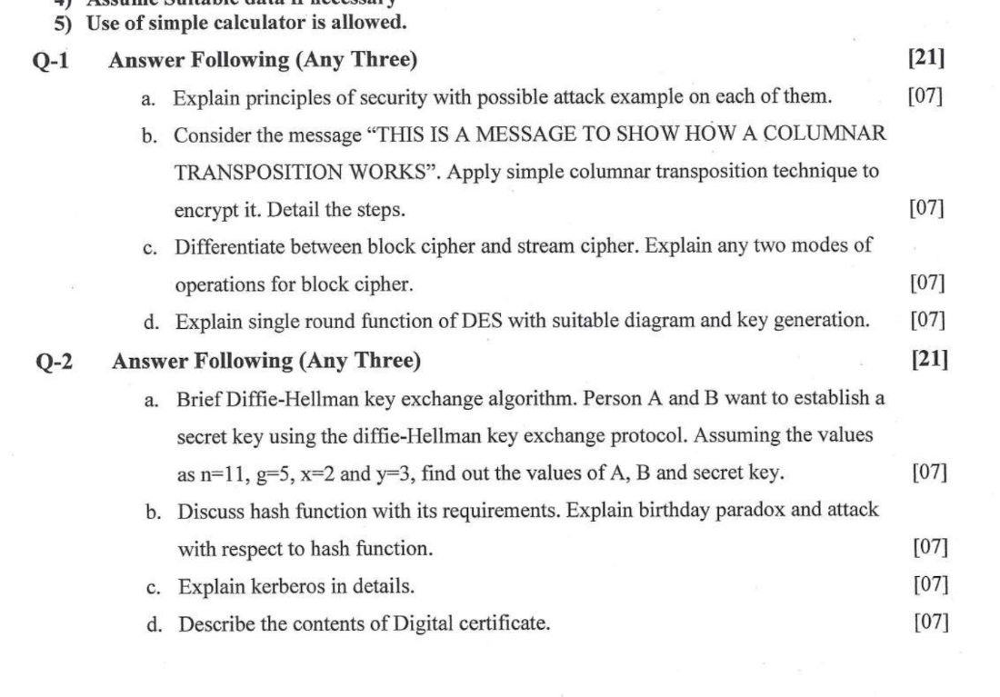 4) Assume Suitable data if necessary
5) Use of simple calculator is allowed.
Q-1 Answer Following (Any Three) [21]
a. Explain principles of security with possible attack example on each of them. [07]
b. Consider the message “THIS IS A MESSAGE TO SHOW HOW A COLUMNAR
TRANSPOSITION WORKS”. Apply simple columnar transposition technique to
encrypt it. Detail the steps. [07]
c. Differentiate between block cipher and stream cipher. Explain any two modes of
operations for block cipher. [07]
d. Explain single round function of DES with suitable diagram and key generation. [07]
Q-2 Answer Following (Any Three) [21]
a. Brief Diffie-Hellman key exchange algorithm. Person A and B want to establish a
secret key using the diffie-Hellman key exchange protocol. Assuming the values
as n=11, g=5, x=2 and y=3, find out the values of A, B and secret key. [07]
b. Discuss hash function with its requirements. Explain birthday paradox and attack
with respect to hash function. [07]
c. Explain kerberos in details. [07]
d. Describe the contents of Digital certificate. [07]